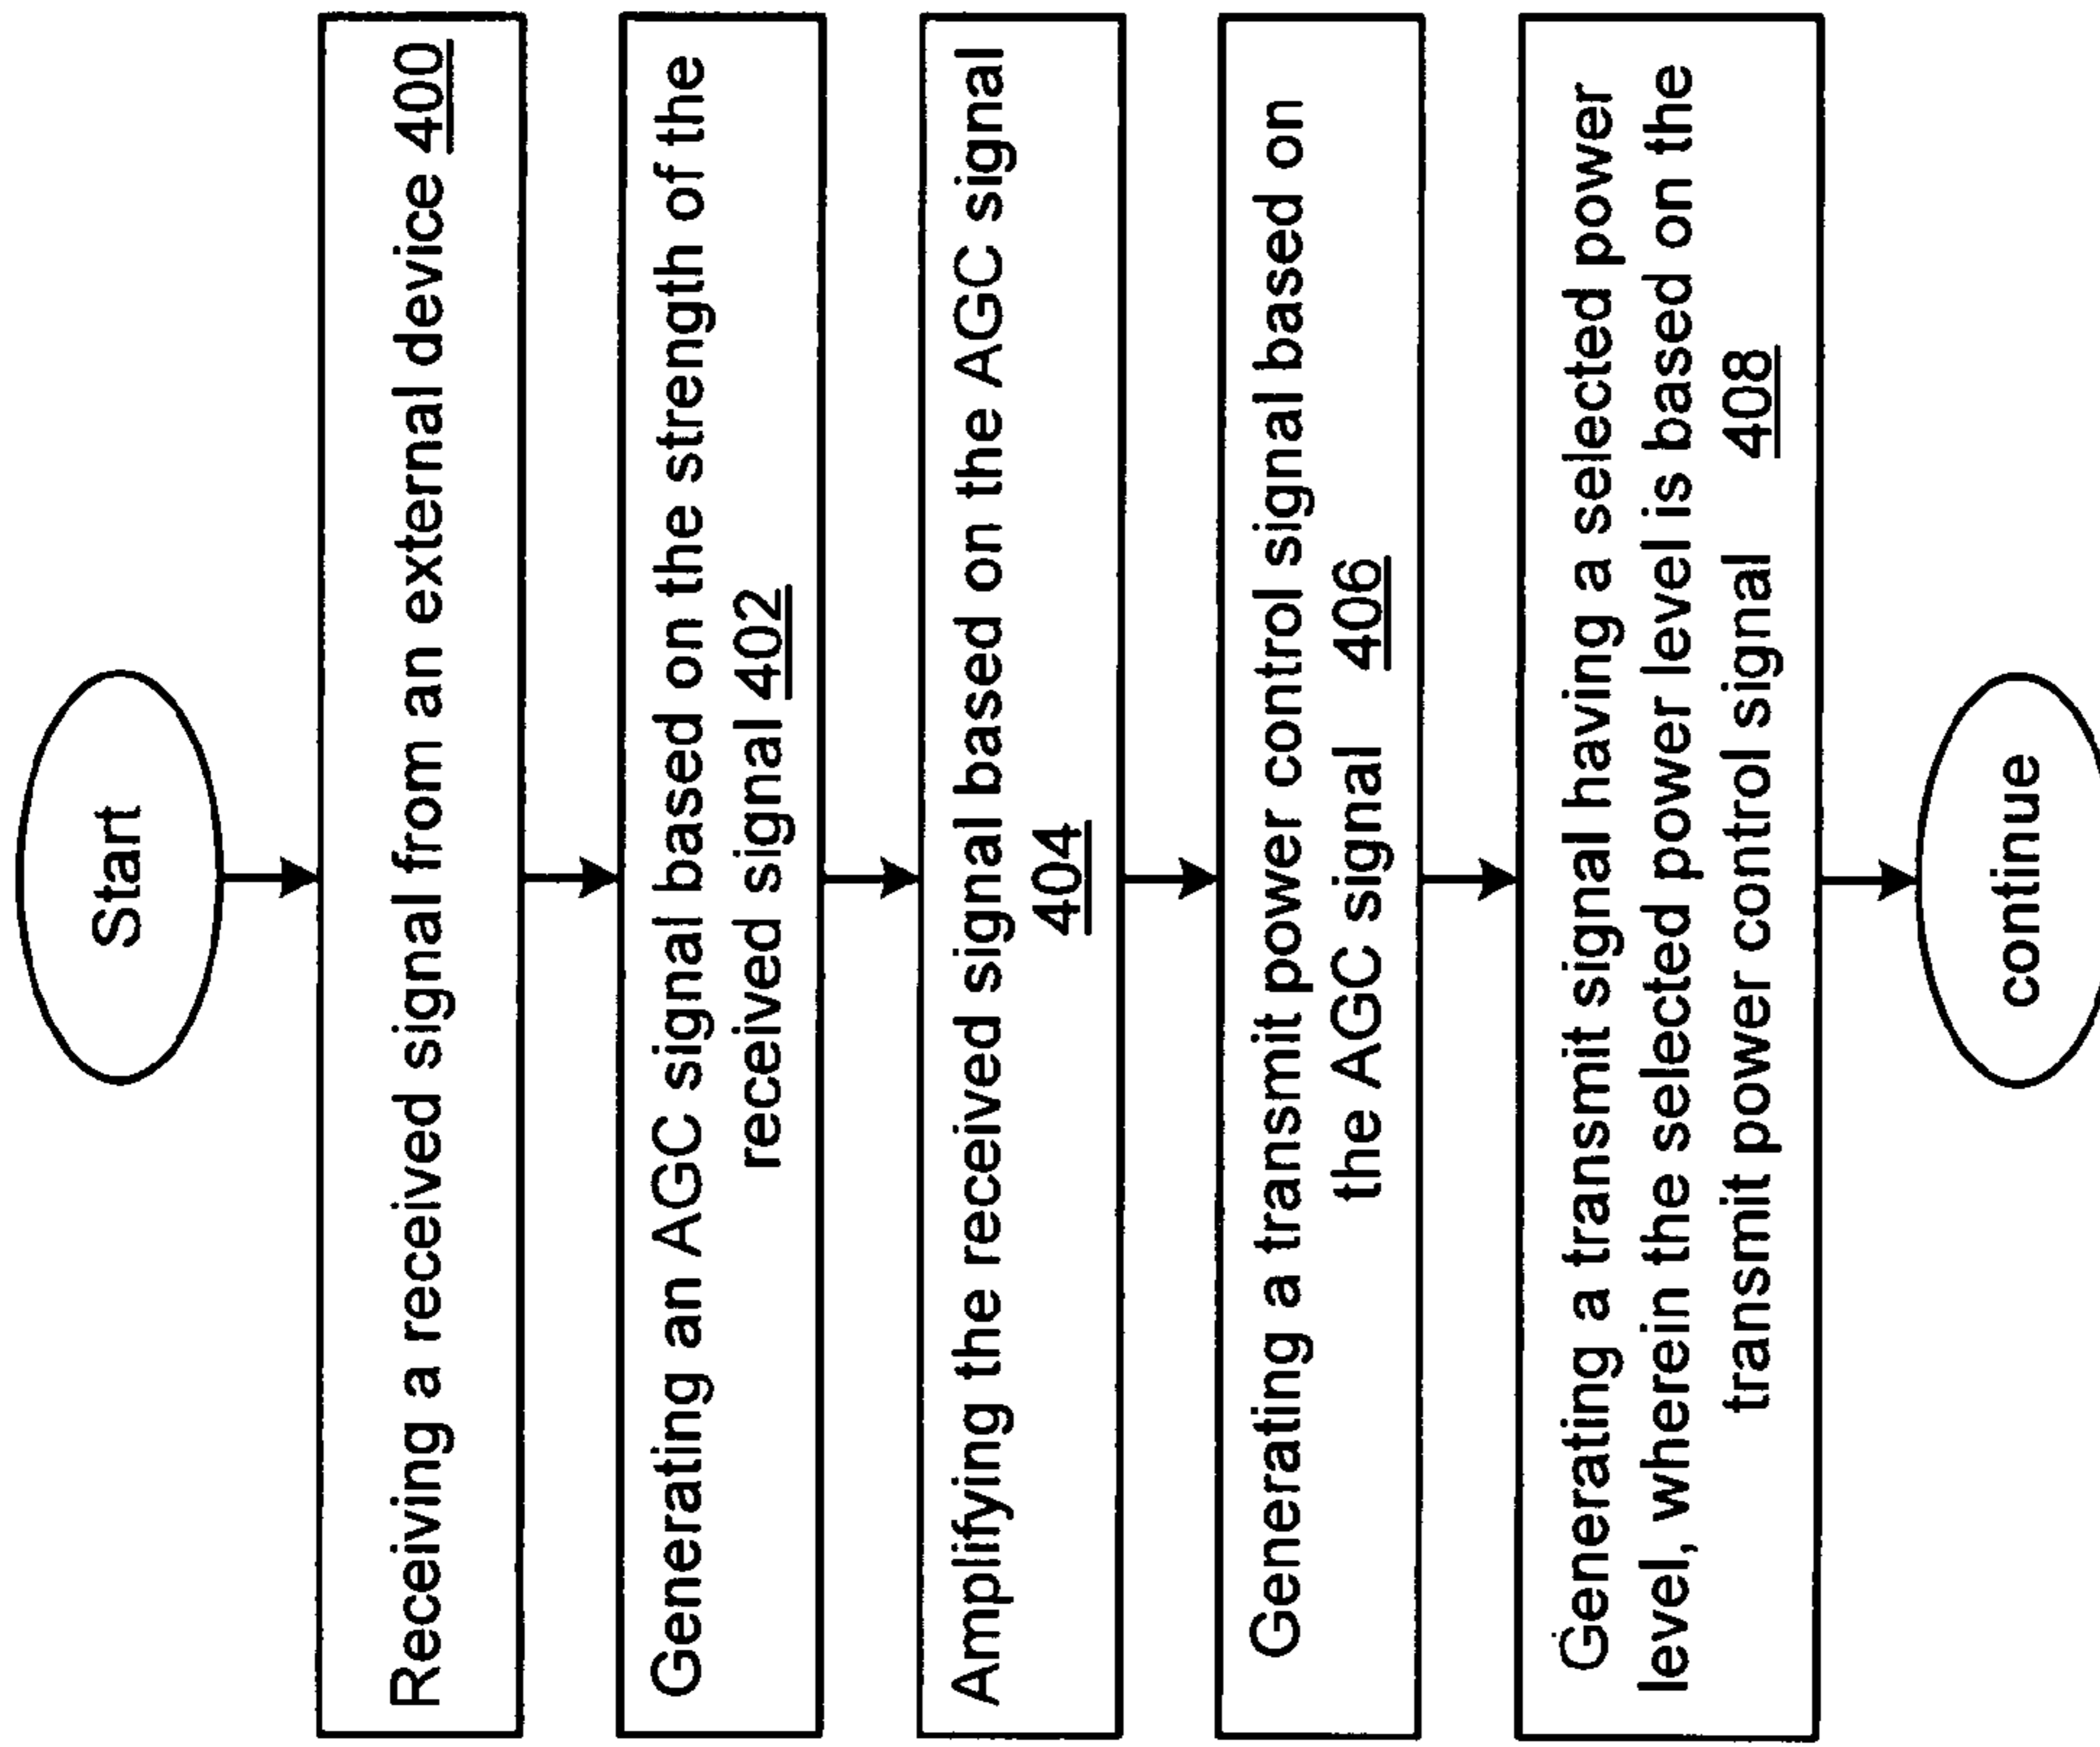 Start
Receiving a received signal from an external device 400
Generating an AGC signal based on the strength of the
received signal 402
Amplifying the received signal based on the AGC signal
404
Generating a transmit power control signal based on
the AGC signal 406
Generating a transmit signal having a selected power
level, wherein the selected power level is based on the
transmit power control signal 408
continue